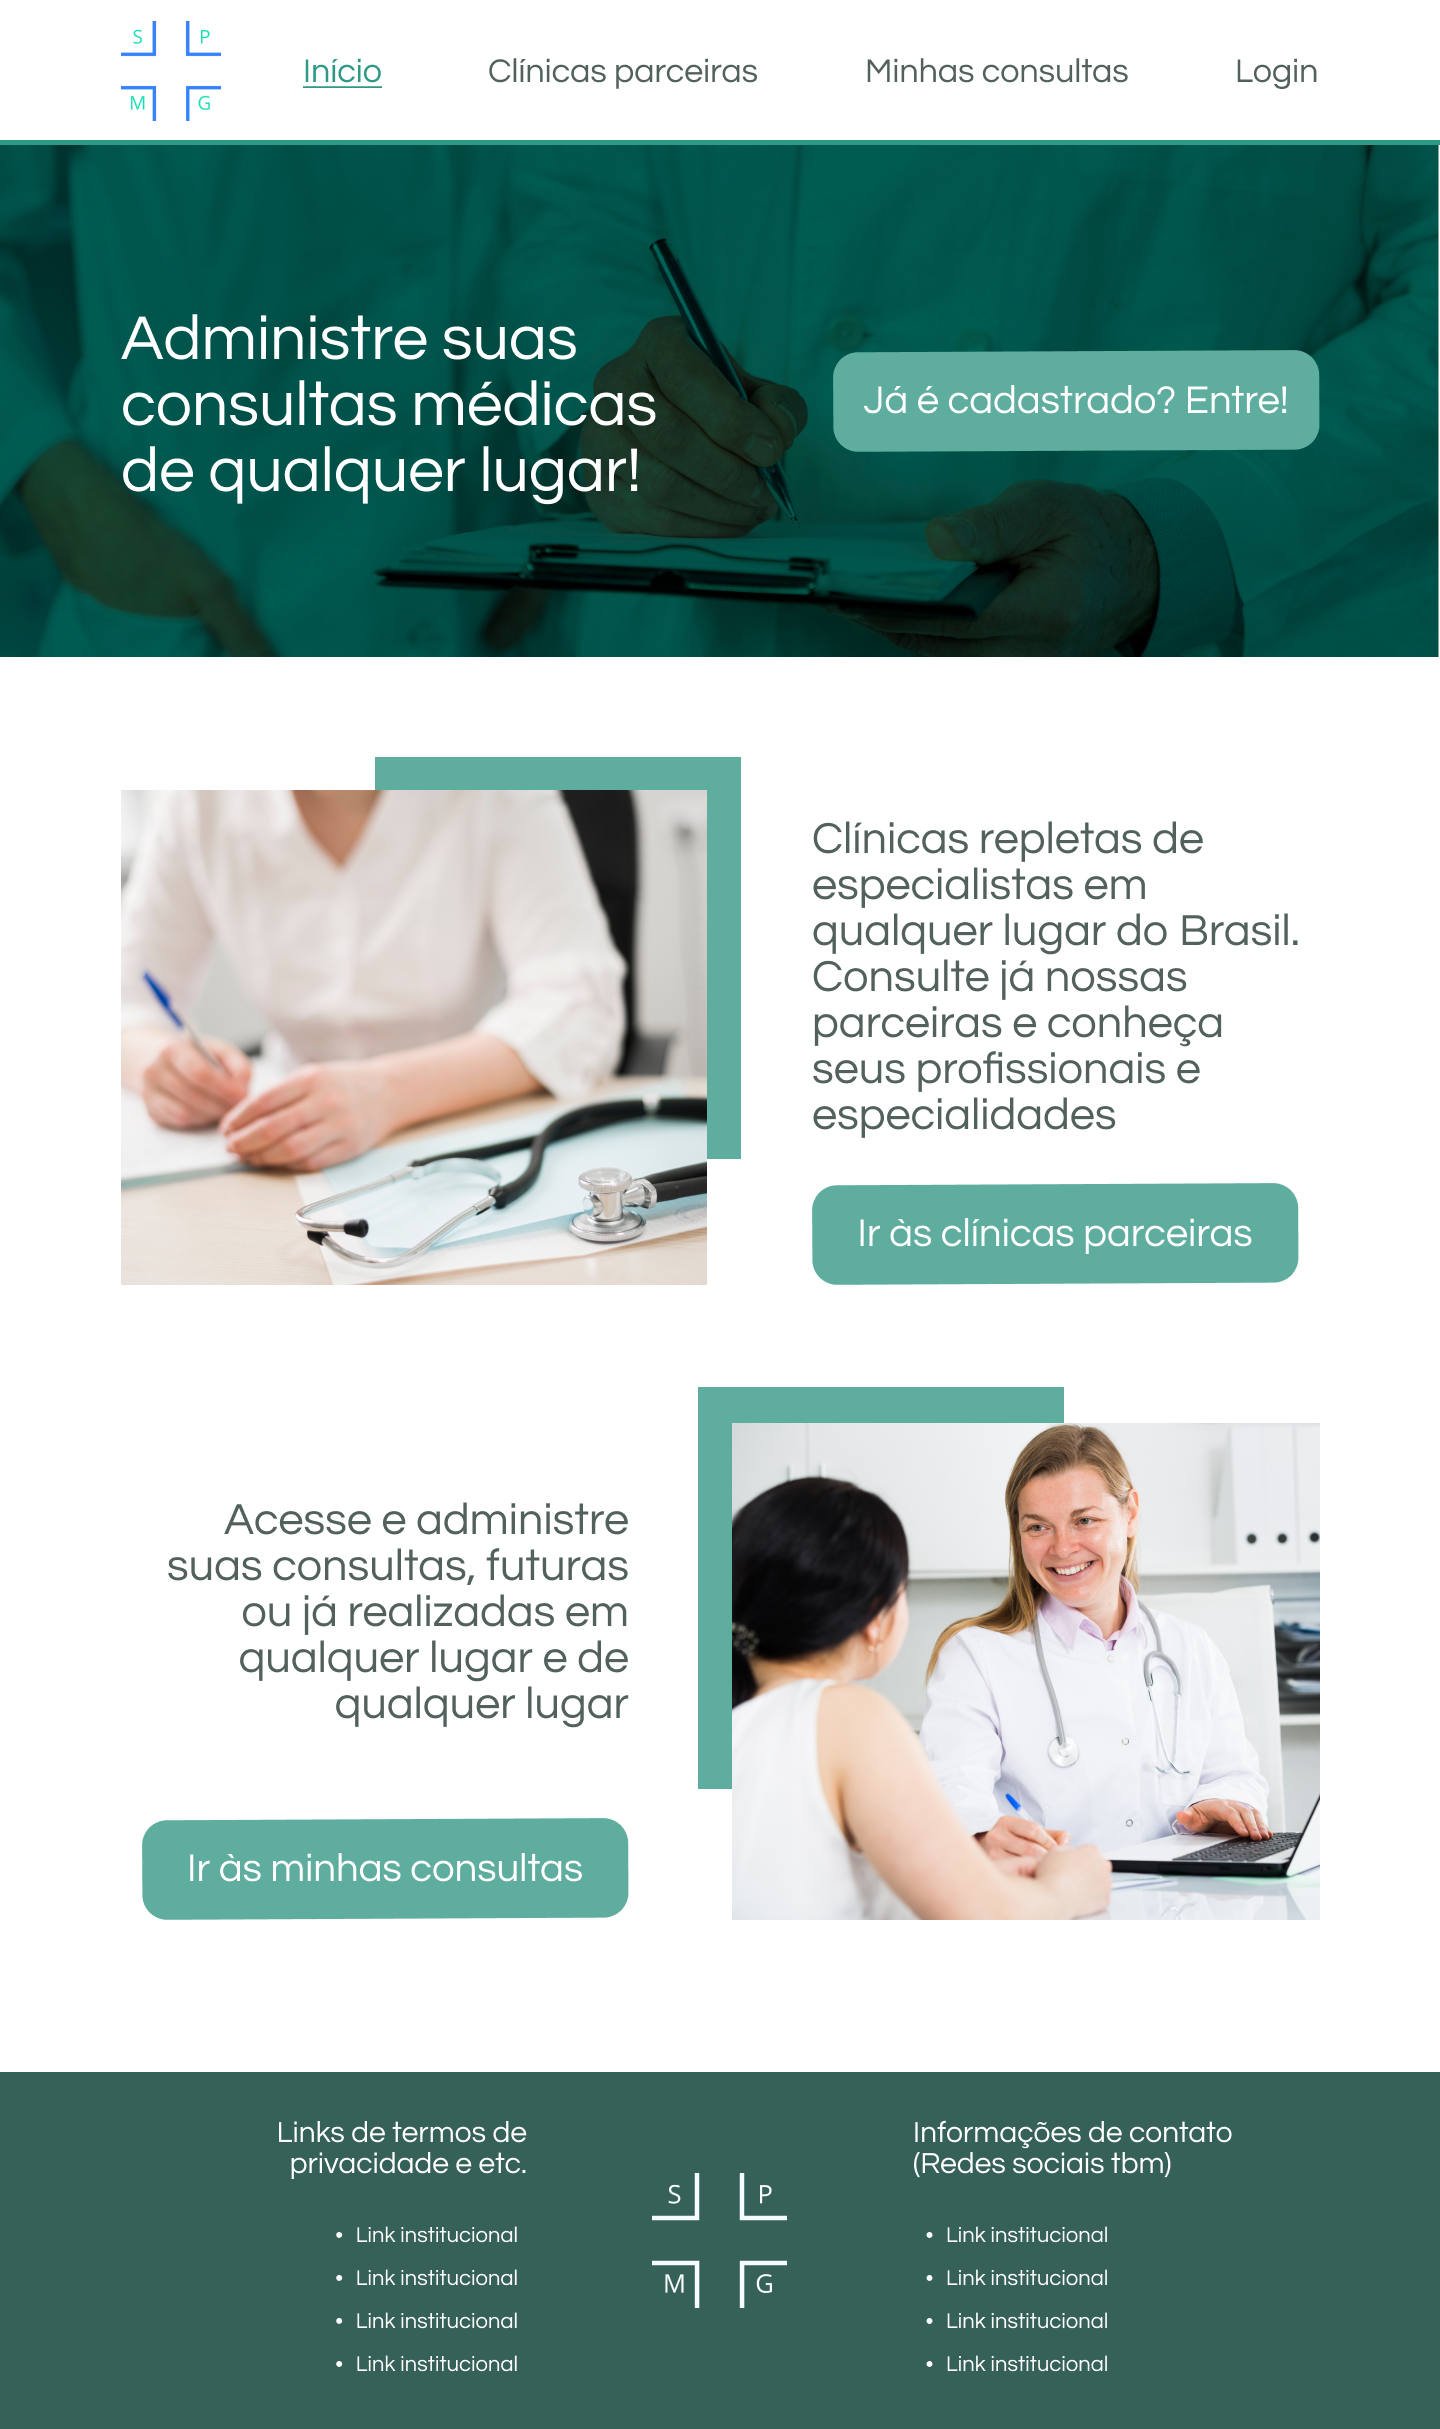 S P
M G
Início
Clínicas parceiras
Minhas consultas
Login
Administre suas
consultas médicas
de qualquer lugar!
Já é cadastrado? Entre!
Clínicas repletas de
especialistas em
qualquer lugar do Brasil.
Consulte já nossas
parceiras e conheça
seus profissionais e
especialidades
Ir às clínicas parceiras
Acesse e administre
suas consultas, futuras
ou já realizadas em
qualquer lugar e de
qualquer lugar
Ir às minhas consultas
Links de termos de
privacidade e etc.
• Link institucional
• Link institucional
• Link institucional
• Link institucional
S P
M G
Informações de contato
(Redes sociais tbm)
• Link institucional
• Link institucional
• Link institucional
• Link institucional